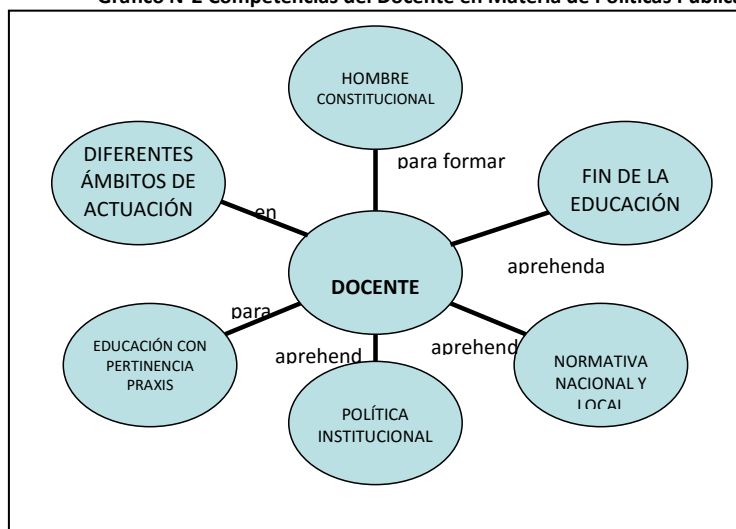 Gráfico N°2 Competencias del Docente en Materia de Políticas Públicas
HOMBRE
CONSTITUCIONAL
para formar
DIFERENTES
ÁMBITOS DE
ACTUACIÓN
en
FIN DE LA
EDUCACIÓN
aprehenda
DOCENTE
para
EDUCACIÓN CON
PERTINENCIA
PRAXIS
aprehend
POLÍTICA
INSTITUCIONAL
aprehend
NORMATIVA
NACIONAL Y
LOCAL